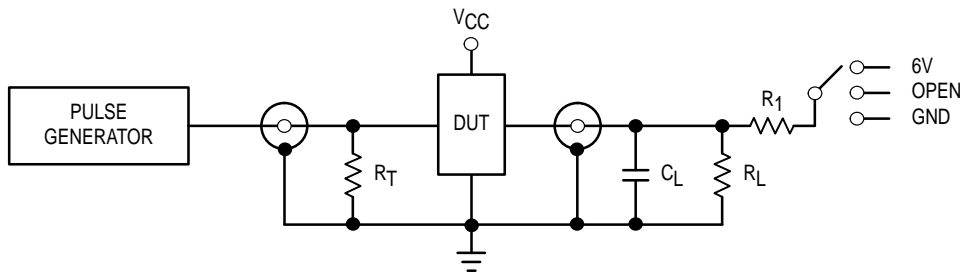 VCC
PULSE
GENERATOR
RT
DUT
CL
RL
R1
6V
OPEN
GND